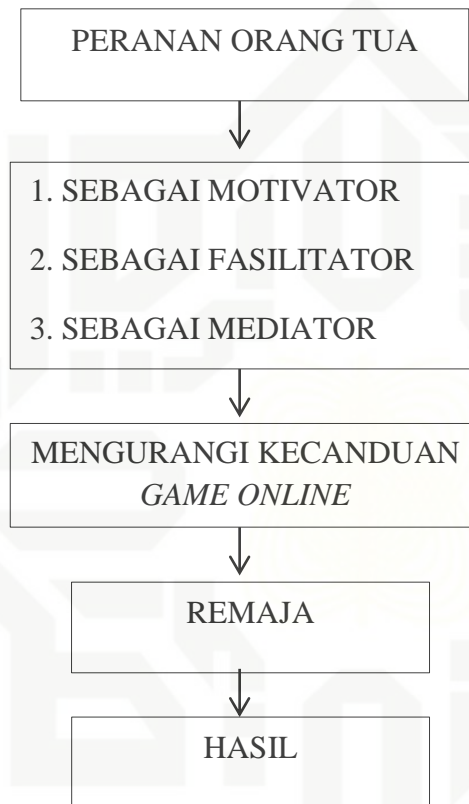 PERANAN ORANG TUA
1. SEBAGAI MOTIVATOR
2. SEBAGAI FASILITATOR
3. SEBAGAI MEDIATOR
MENGURANGI KECANDUAN
GAME ONLINE
REMAJA
HASIL